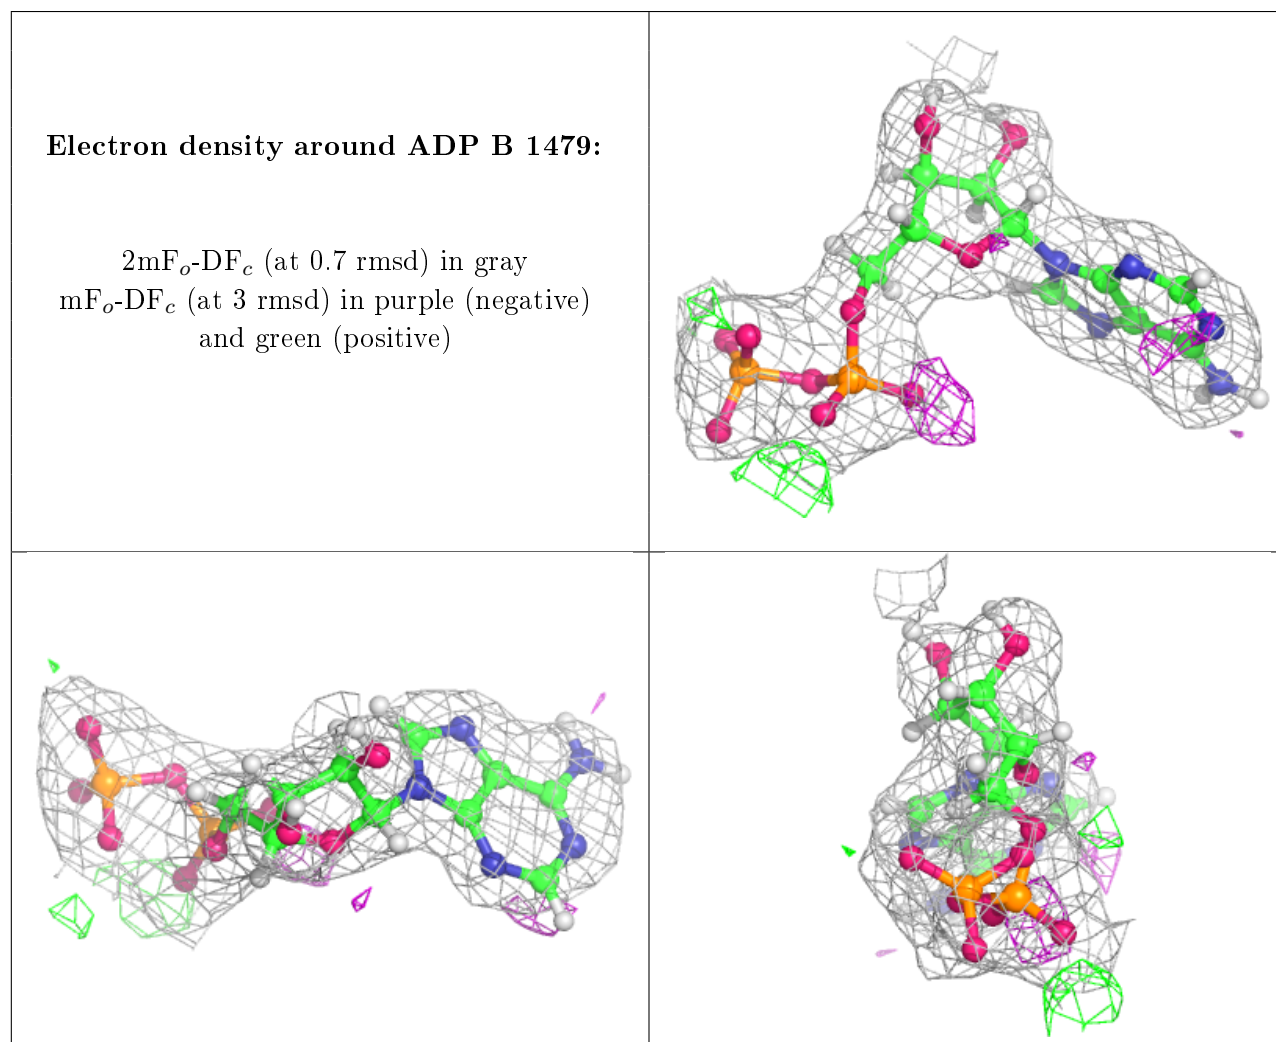 Electron density around ADP B 1479:
2mFo-DFc (at 0.7 rmsd) in gray
mFo-DFc (at 3 rmsd) in purple (negative)
and green (positive)